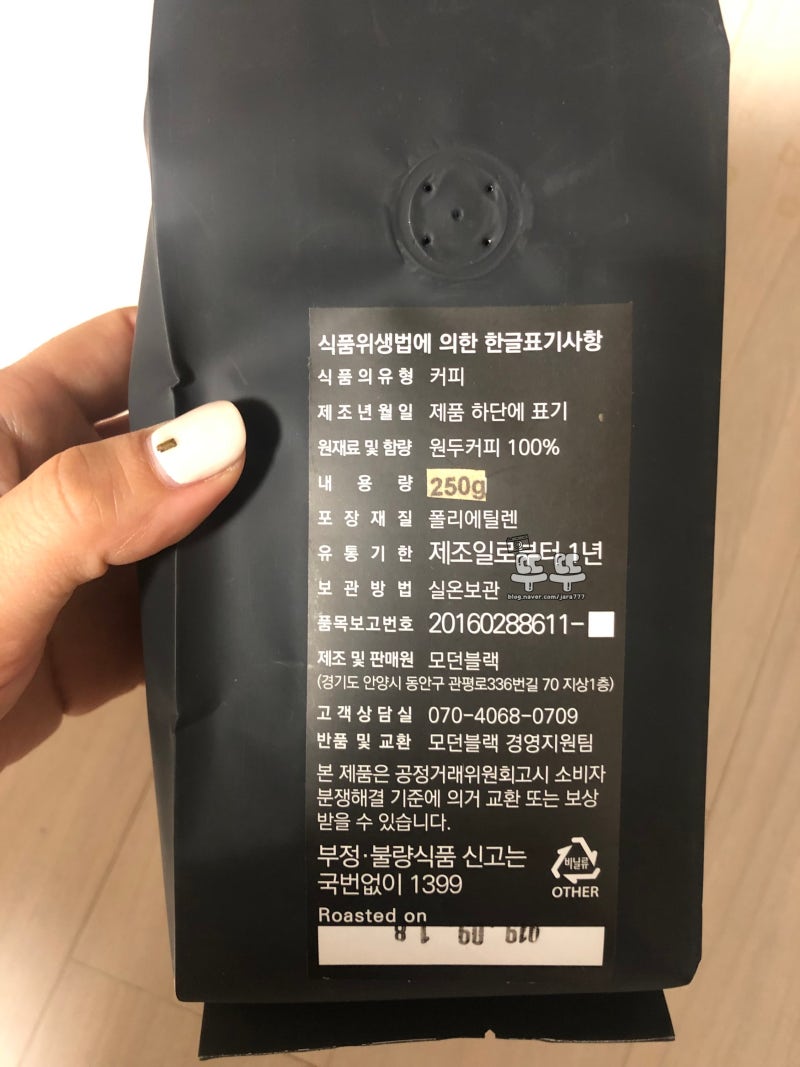 식품위생법에 의한 한글표기사항
식품의유형 커피
제조년월일 제품 하단에 표기
원재료 및 함량 원두커피 100%
내용량 250g
포장재질 폴리에틸렌
유통기한 제조일로부터 1년
보관방법 실온보관
뚜뚜
blog.naver.com/jara777
품목보고번호 20160288611-
제조 및 판매원 모던블랙
(경기도 안양시 동안구 관평로336번길 70 지상1층)
고객상담실 070-4068-0709
반품 및 교환 모던블랙 경영지원팀
본 제품은 공정거래위원회고시 소비자
분쟁해결 기준에 의거 교환 또는 보상
받을 수 있습니다.
부정·불량식품 신고는
국번없이 1399
비닐류
OTHER
Roasted on